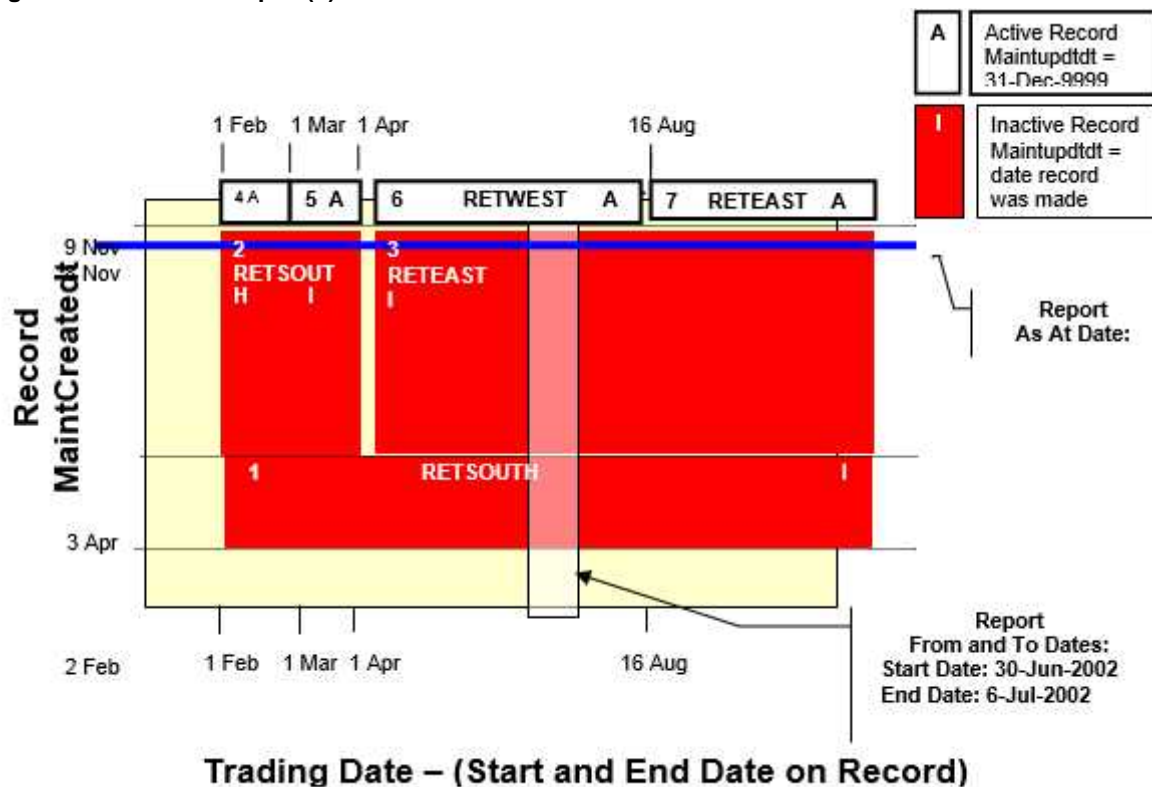 A
Active Record
Maintupdtdt =
31-Dec-9999
I
Inactive Record
Maintupdtdt =
date record
was made
1 Feb 1 Mar 1 Apr 16 Aug
4 A 5 A 6 RETWEST A 7 RETEAST A
9 Nov
Nov
2
RETSOUT
H I
3
RETEAST
I
Report
As At Date:
Record
MaintCreatedt
1 RETSOUTH I
3 Apr
2 Feb
1 Feb 1 Mar 1 Apr 16 Aug
Report
From and To Dates:
Start Date: 30-Jun-2002
End Date: 6-Jul-2002
Trading Date – (Start and End Date on Record)